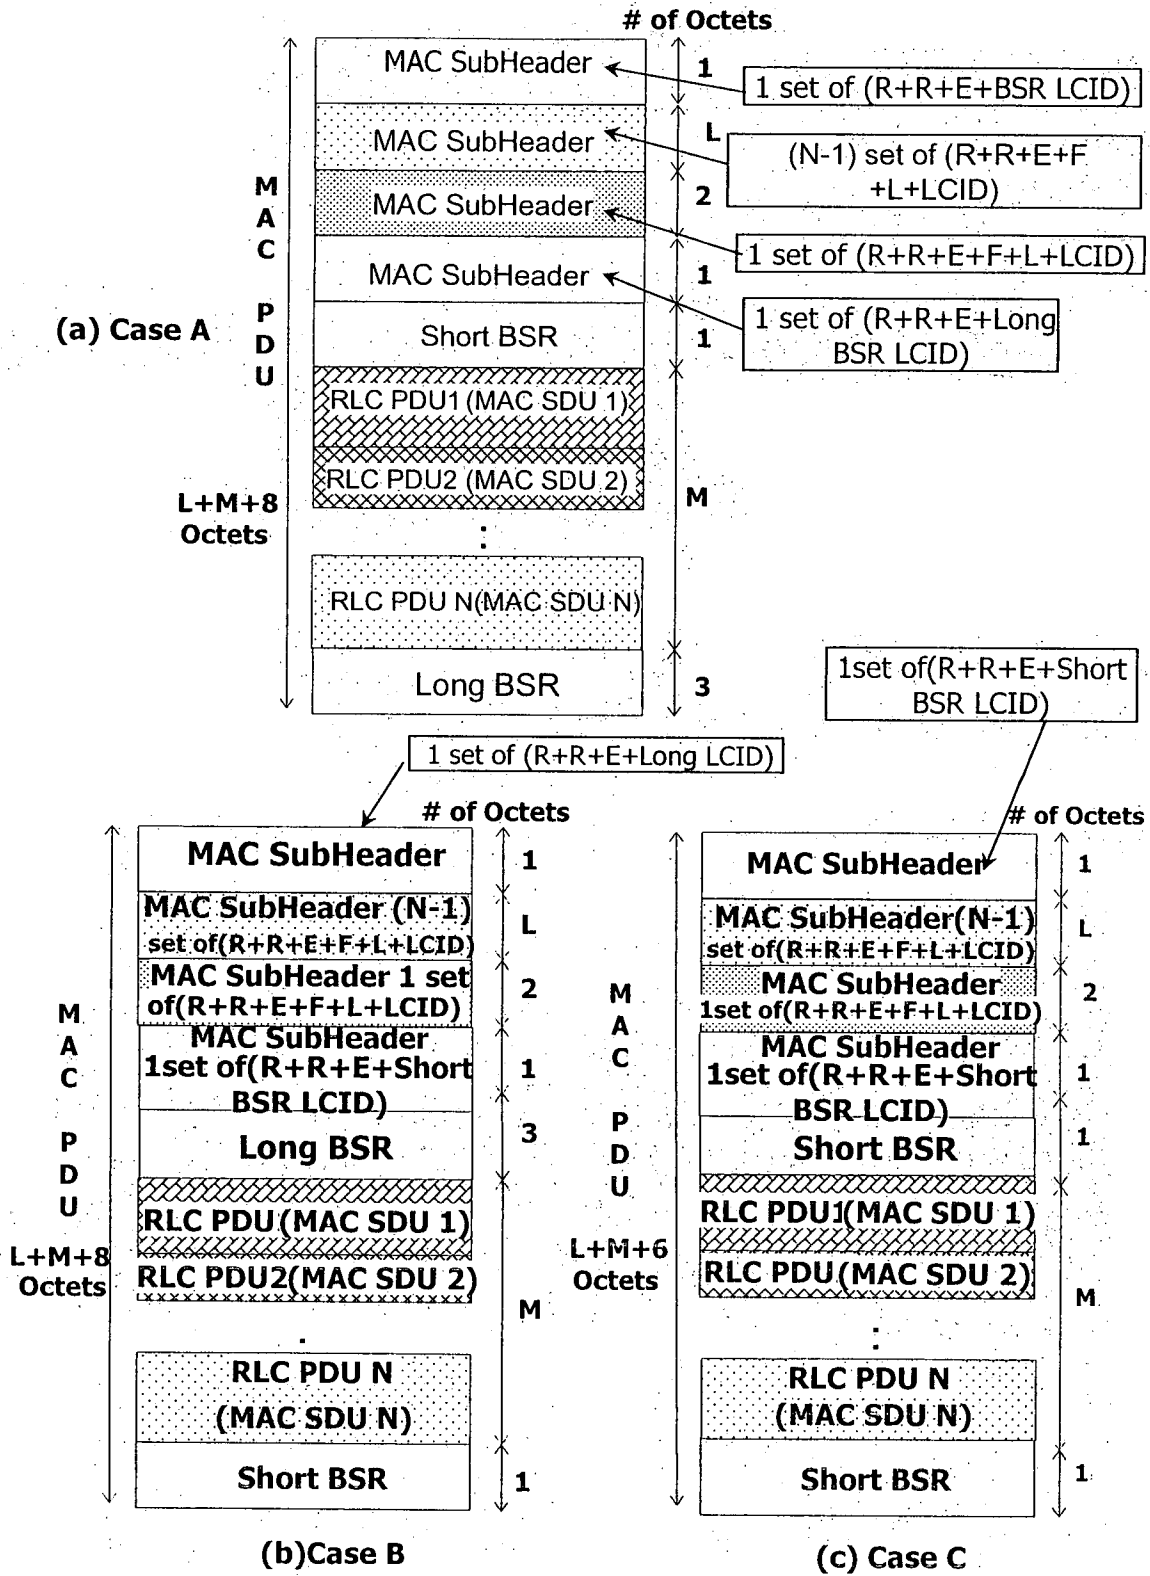 # of Octets
MAC SubHeader
1
1 set of (R+R+E+BSR LCID)
MAC SubHeader
L
(N-1) set of (R+R+E+F
+L+LCID)
MAC SubHeader
2
1 set of (R+R+E+F+L+LCID)
MAC SubHeader
1
1 set of (R+R+E+Long
BSR LCID)
(a) Case A
M
A
C
P
D
U
Short BSR
1
RLC PDU1 (MAC SDU 1)
RLC PDU2 (MAC SDU 2)
M
L+M+8
Octets
⋮
RLC PDU N(MAC SDU N)
Long BSR
3
1set of(R+R+E+Short
BSR LCID)
1 set of (R+R+E+Long LCID)
# of Octets
MAC SubHeader
1
MAC SubHeader (N-1)
set of(R+R+E+F+L+LCID)
L
MAC SubHeader 1 set
of(R+R+E+F+L+LCID)
2
MAC SubHeader
1set of(R+R+E+Short
BSR LCID)
1
Long BSR
3
M
A
C
P
D
U
RLC PDU(MAC SDU 1)
RLC PDU2(MAC SDU 2)
L+M+8
Octets
M
RLC PDU N
(MAC SDU N)
Short BSR
1
(b)Case B
# of Octets
MAC SubHeader
1
MAC SubHeader(N-1)
set of(R+R+E+F+L+LCID)
L
MAC SubHeader
1set of(R+R+E+F+L+LCID)
2
MAC SubHeader
1set of(R+R+E+Short
BSR LCID)
1
Short BSR
1
M
A
C
P
D
U
RLC PDU1(MAC SDU 1)
RLC PDU(MAC SDU 2)
L+M+6
Octets
M
⋮
RLC PDU N
(MAC SDU N)
Short BSR
1
(c) Case C